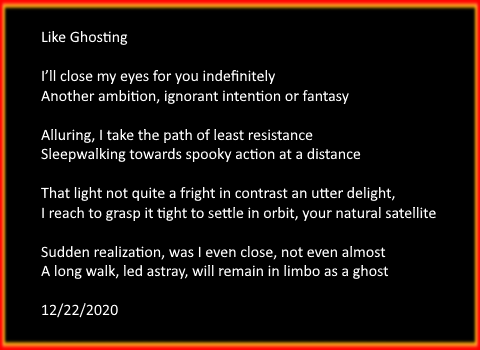 Like Ghosting
I’ll close my eyes for you indefinitely
Another ambition, ignorant intention or fantasy
Alluring, I take the path of least resistance
Sleepwalking towards spooky action at a distance
That light not quite a fright in contrast an utter delight,
I reach to grasp it tight to settle in orbit, your natural satellite
Sudden realization, was I even close, not even almost
A long walk, led astray, will remain in limbo as a ghost
12/22/2020